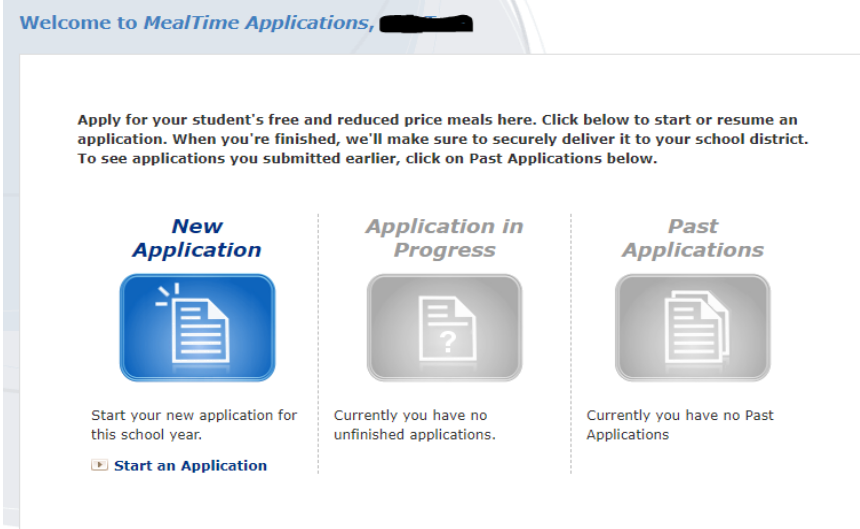 Welcome to MealTime Applications,
Apply for your student's free and reduced price meals here. Click below to start or resume an
application. When you're finished, we'll make sure to securely deliver it to your school district.
To see applications you submitted earlier, click on Past Applications below.
New
Application
Start your new application for
this school year.
Start an Application
Application in
Progress
?
Currently you have no
unfinished applications.
Past
Applications
Currently you have no Past
Applications